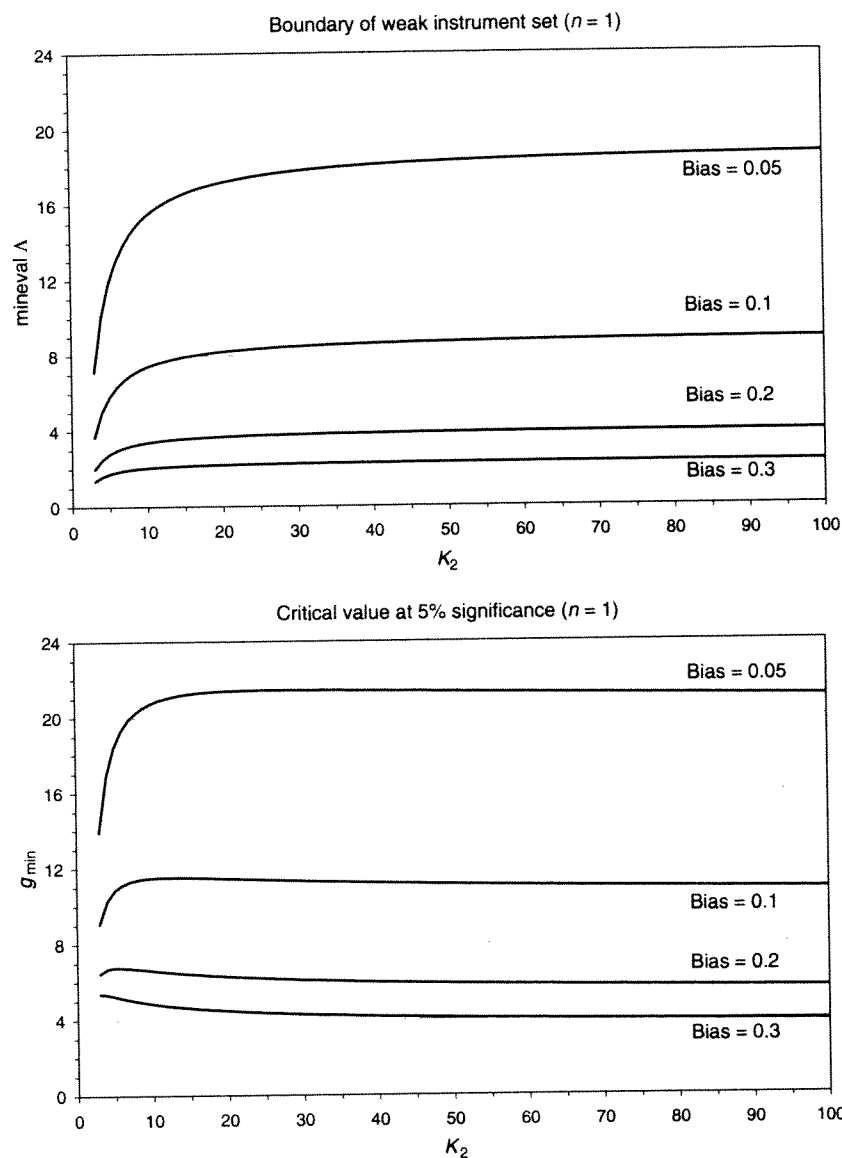 Boundary of weak instrument set (n = 1)
24
20
16
12
8
4
0
mineval Λ
Bias = 0.05
Bias = 0.1
Bias = 0.2
Bias = 0.3
0 10 20 30 40 50 60 70 80 90 100
K2
Critical value at 5% significance (n = 1)
24
20
16
12
8
4
0
gmin
Bias = 0.05
Bias = 0.1
Bias = 0.2
Bias = 0.3
0 10 20 30 40 50 60 70 80 90 100
K2